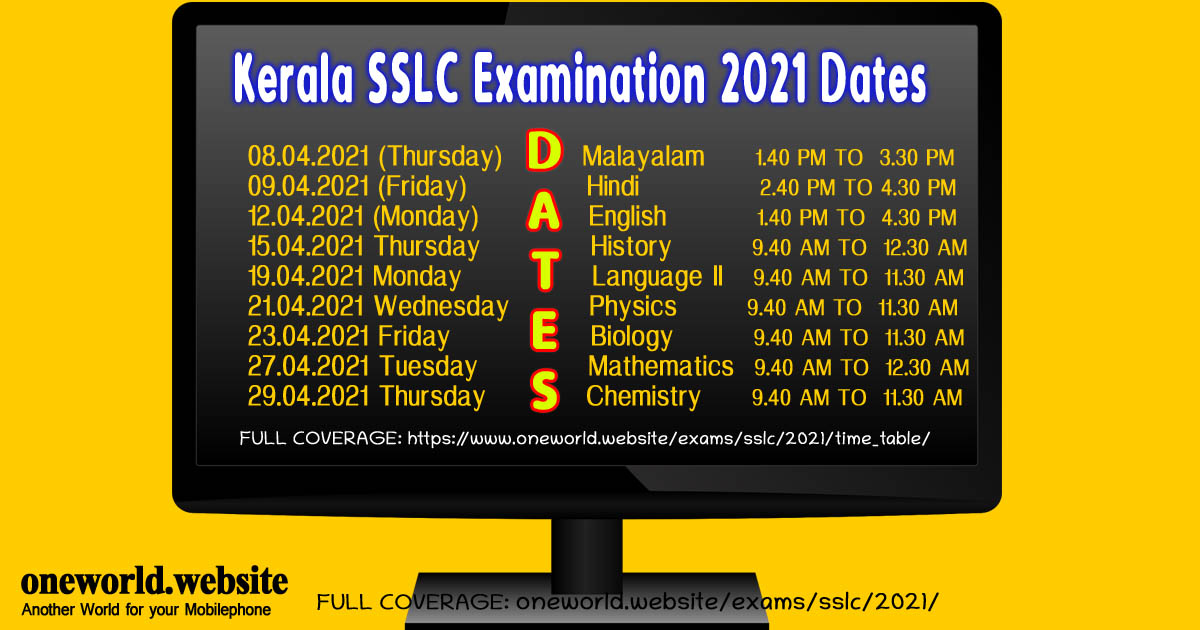 Kerala SSLC Examination 2021 Dates
08.04.2021 (Thursday) Malayalam 1.40 PM TO 3.30 PM
09.04.2021 (Friday) Hindi 2.40 PM TO 4.30 PM
12.04.2021 (Monday) English 1.40 PM TO 4.30 PM
15.04.2021 Thursday History 9.40 AM TO 12.30 AM
19.04.2021 Monday Language II 9.40 AM TO 11.30 AM
21.04.2021 Wednesday Physics 9.40 AM TO 11.30 AM
23.04.2021 Friday Biology 9.40 AM TO 11.30 AM
27.04.2021 Tuesday Mathematics 9.40 AM TO 12.30 AM
29.04.2021 Thursday Chemistry 9.40 AM TO 11.30 AM
DATES
FULL COVERAGE: https://www.oneworld.website/exams/sslc/2021/time_table/
oneworld.website
Another World for your Mobilephone
FULL COVERAGE: oneworld.website/exams/sslc/2021/